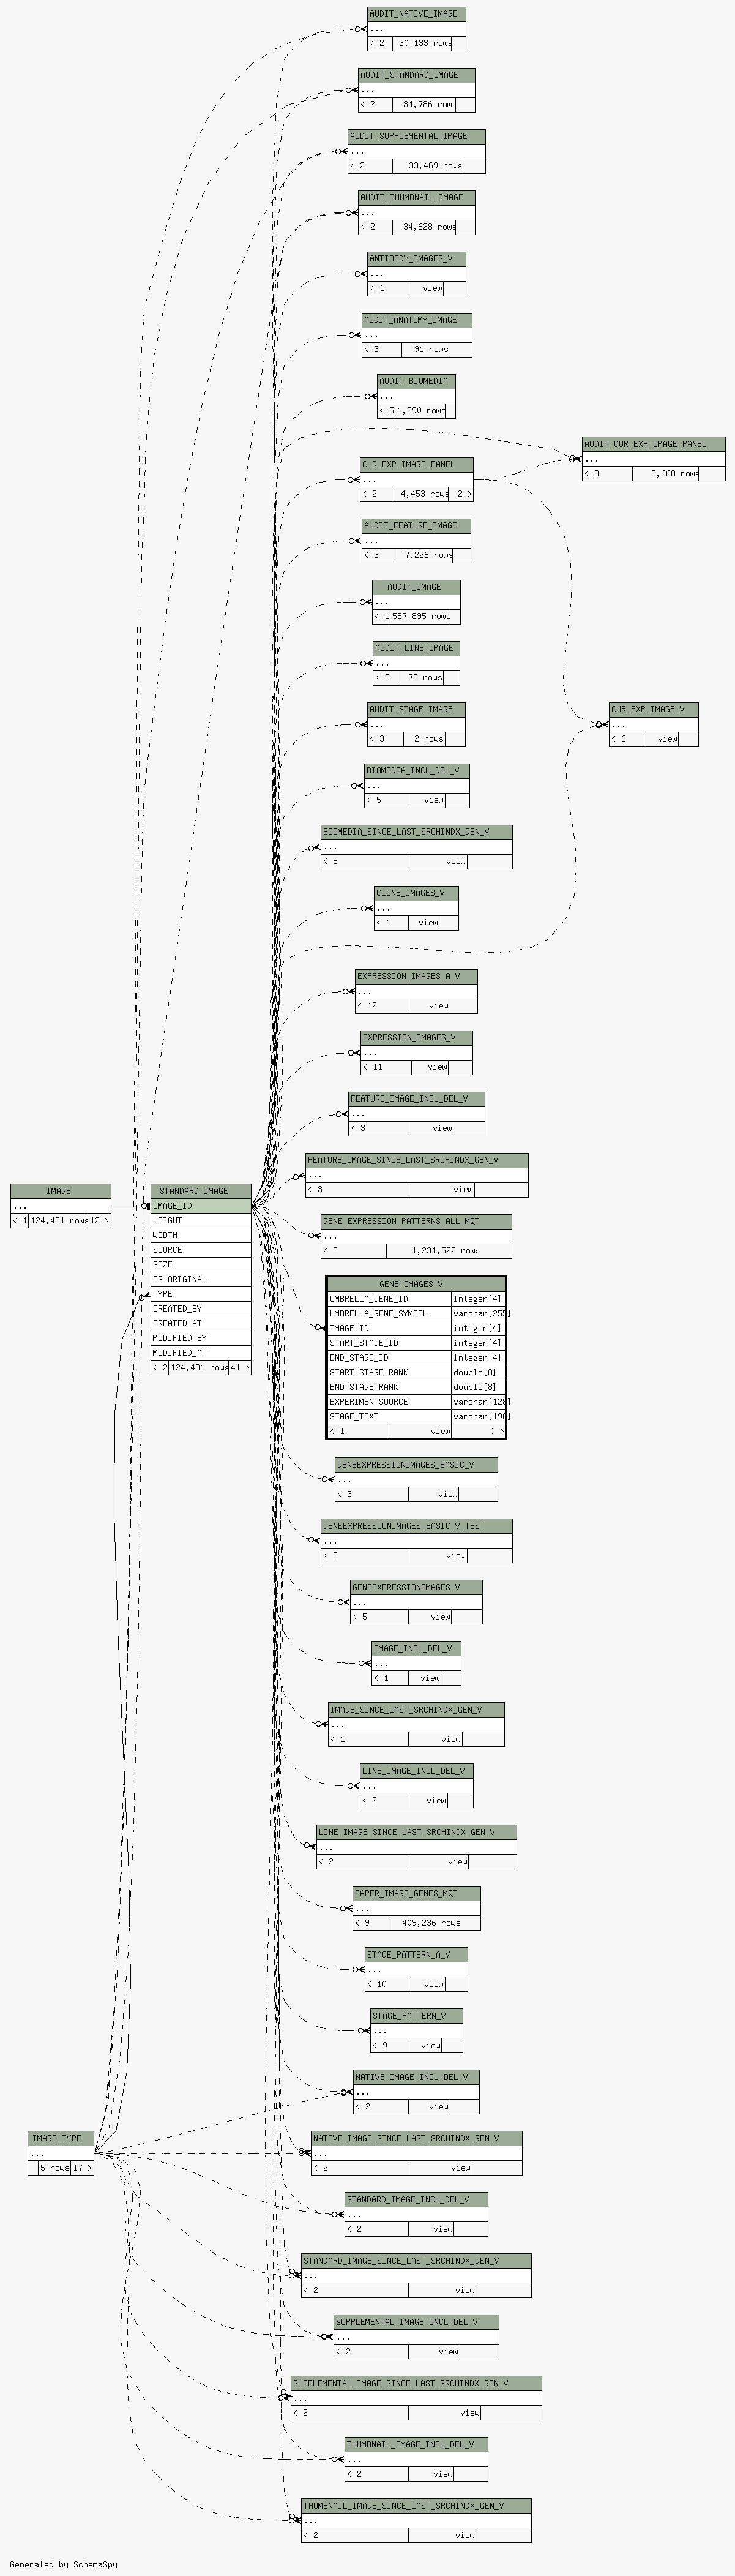 AUDIT_NATIVE_IMAGE
...
< 2 30,133 rows
AUDIT_STANDARD_IMAGE
...
< 2 34,786 rows
AUDIT_SUPPLEMENTAL_IMAGE
...
< 2 33,469 rows
AUDIT_THUMBNAIL_IMAGE
...
< 2 34,628 rows
ANTIBODY_IMAGES_V
...
< 1 view
AUDIT_ANATOMY_IMAGE
...
< 3 91 rows
AUDIT_BIOMEDIA
...
< 5 1,590 rows
AUDIT_CUR_EXP_IMAGE_PANEL
...
< 3 3,668 rows
CUR_EXP_IMAGE_PANEL
...
< 2 4,453 rows 2 >
AUDIT_FEATURE_IMAGE
...
< 3 7,226 rows
AUDIT_IMAGE
...
< 1 587,895 rows
AUDIT_LINE_IMAGE
...
< 2 78 rows
AUDIT_STAGE_IMAGE
...
< 3 2 rows
CUR_EXP_IMAGE_V
...
< 6 view
BIOMEDIA_INCL_DEL_V
...
< 5 view
BIOMEDIA_SINCE_LAST_SRCHINDX_GEN_V
...
< 5 view
CLONE_IMAGES_V
...
< 1 view
EXPRESSION_IMAGES_A_V
...
< 12 view
EXPRESSION_IMAGES_V
...
< 11 view
FEATURE_IMAGE_INCL_DEL_V
...
< 3 view
FEATURE_IMAGE_SINCE_LAST_SRCHINDX_GEN_V
...
< 3 view
IMAGE
...
< 1 124,431 rows 12 >
STANDARD_IMAGE
IMAGE_ID
HEIGHT
WIDTH
SOURCE
SIZE
IS_ORIGINAL
TYPE
CREATED_BY
CREATED_AT
MODIFIED_BY
MODIFIED_AT
< 2 124,431 rows 41 >
GENE_EXPRESSION_PATTERNS_ALL_MQT
...
< 8 1,231,522 rows
GENE_IMAGES_V
UMBRELLA_GENE_ID integer[4]
UMBRELLA_GENE_SYMBOL varchar[255]
IMAGE_ID integer[4]
START_STAGE_ID integer[4]
END_STAGE_ID integer[4]
START_STAGE_RANK double[8]
END_STAGE_RANK double[8]
EXPERIMENTSOURCE varchar[128]
STAGE_TEXT varchar[196]
< 1 view 0 >
GENEEXPRESSIONIMAGES_BASIC_V
...
< 3 view
GENEEXPRESSIONIMAGES_BASIC_V_TEST
...
< 3 view
GENEEXPRESSIONIMAGES_V
...
< 5 view
IMAGE_INCL_DEL_V
...
< 1 view
IMAGE_SINCE_LAST_SRCHINDX_GEN_V
...
< 1 view
LINE_IMAGE_INCL_DEL_V
...
< 2 view
LINE_IMAGE_SINCE_LAST_SRCHINDX_GEN_V
...
< 2 view
PAPER_IMAGE_GENES_MQT
...
< 9 409,236 rows
STAGE_PATTERN_A_V
...
< 10 view
STAGE_PATTERN_V
...
< 9 view
NATIVE_IMAGE_INCL_DEL_V
...
< 2 view
IMAGE_TYPE
...
5 rows 17 >
NATIVE_IMAGE_SINCE_LAST_SRCHINDX_GEN_V
...
< 2 view
STANDARD_IMAGE_INCL_DEL_V
...
< 2 view
STANDARD_IMAGE_SINCE_LAST_SRCHINDX_GEN_V
...
< 2 view
SUPPLEMENTAL_IMAGE_INCL_DEL_V
...
< 2 view
SUPPLEMENTAL_IMAGE_SINCE_LAST_SRCHINDX_GEN_V
...
< 2 view
THUMBNAIL_IMAGE_INCL_DEL_V
...
< 2 view
THUMBNAIL_IMAGE_SINCE_LAST_SRCHINDX_GEN_V
...
< 2 view
Generated by SchemaSpy